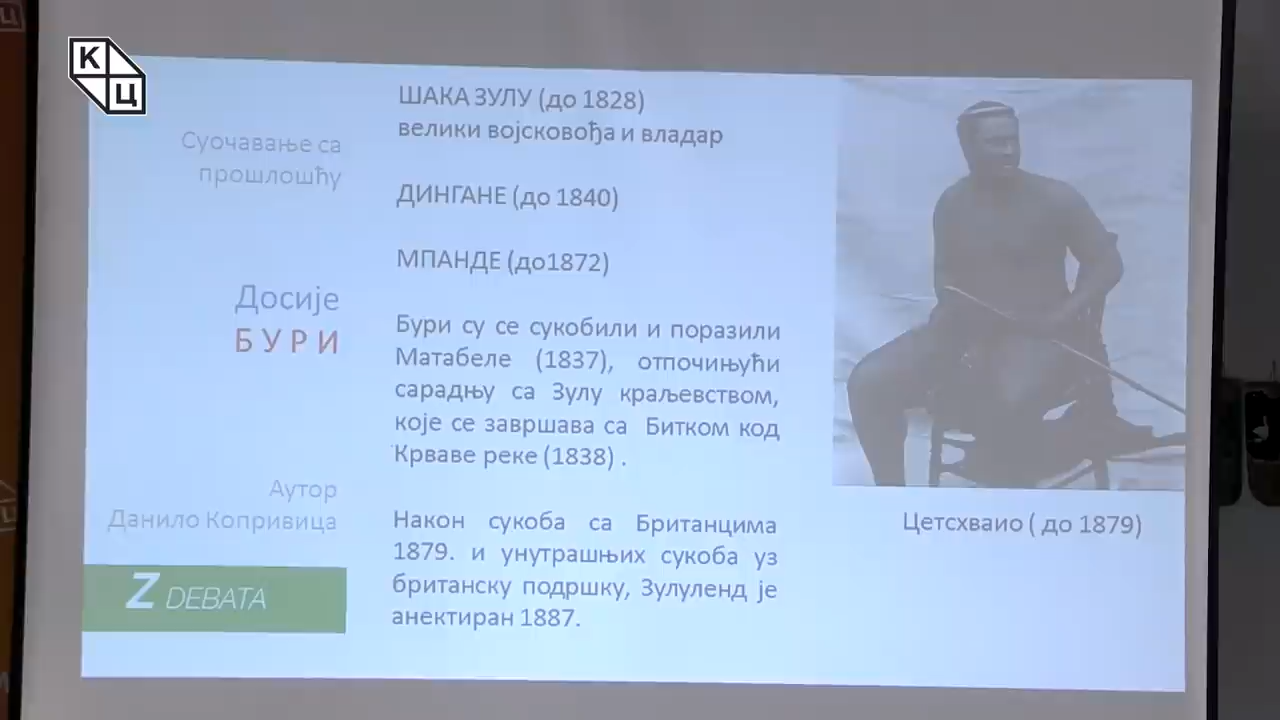 К
Ц
Суочавање са
прошлошћу
Досије
БУРИ
Аутор
Данило Копривица
Z DEBATA
ШАКА ЗУЛУ (до 1828)
велики војсковођа и владар
ДИНГАНЕ (до 1840)
МПАНДЕ (до1872)
Бури су се сукобили и поразили
Матабеле (1837), отпочињући
сарадњу са Зулу краљевством,
које се завршава са Битком код
Крваве реке (1838) .
Након сукоба са Британцима
1879. и унутрашњих сукоба уз
британску подршку, Зулуленд је
анектиран 1887.
Цетсхваио ( до 1879)